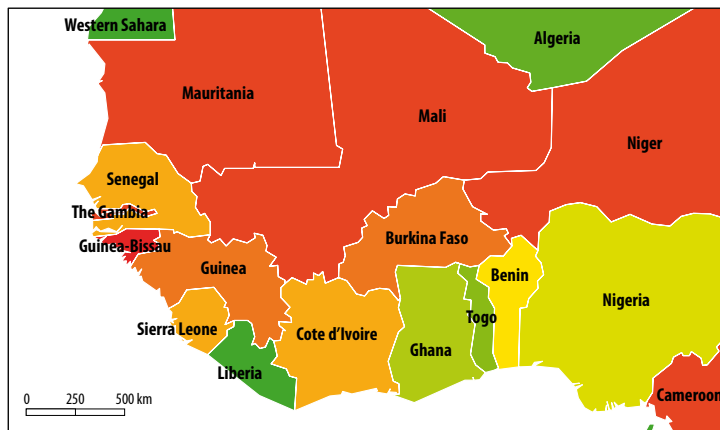 Western Sahara
Algeria
Mauritania
Mali
Niger
Senegal
The Gambia
Guinea-Bissau
Burkina Faso
Guinea
Benin
Nigeria
Togo
Sierra Leone
Cote d'Ivoire
Ghana
Liberia
Cameroon
0 250 500 km